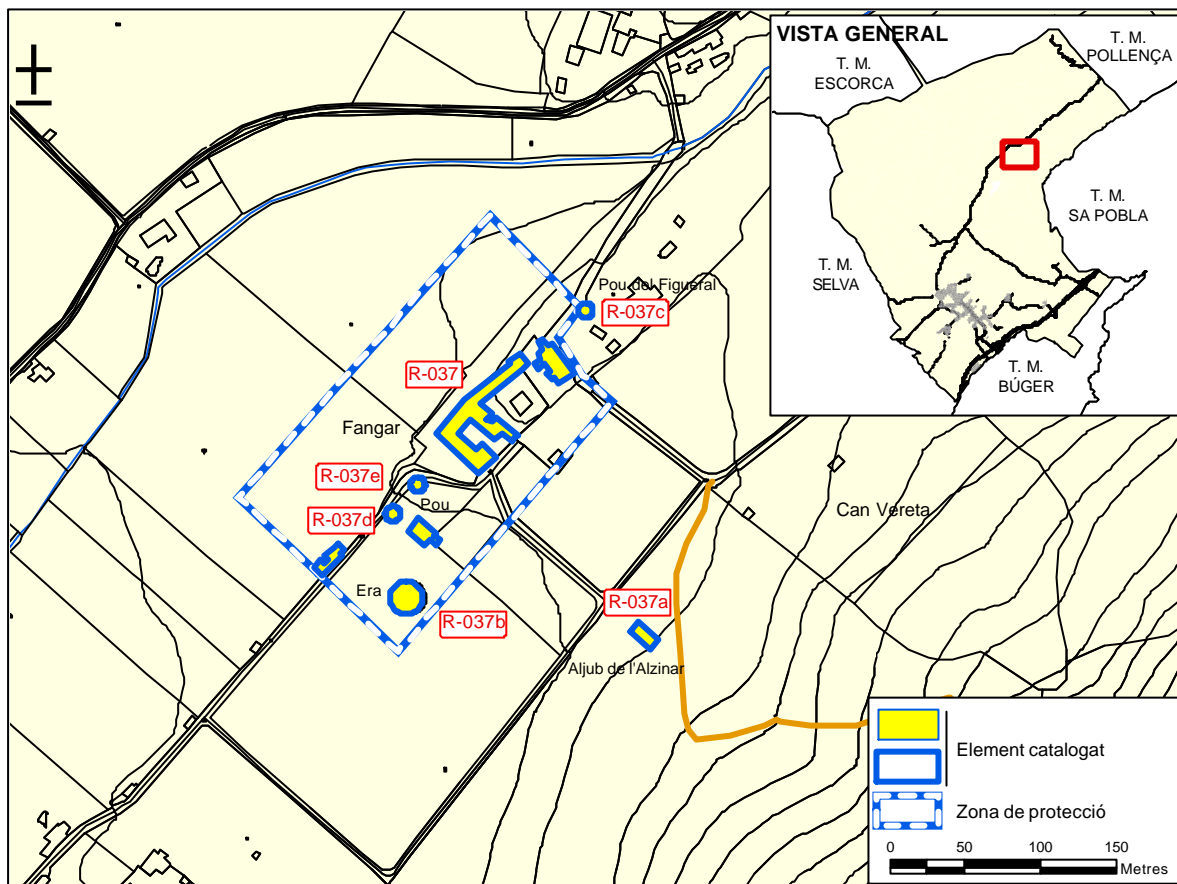 VISTA GENERAL
T. M.
POLLENÇA
T. M.
ESCORCA
T. M.
SA POBLA
T. M.
SELVA
T. M.
BÚGER
Pou del Figueral
R-037c
R-037
Fangar
R-037e
Pou
R-037d
Can Vereta
Era
R-037a
R-037b
Aljub de l'Alzinar
Element catalogat
Zona de protecció
0 50 100 150
Metres